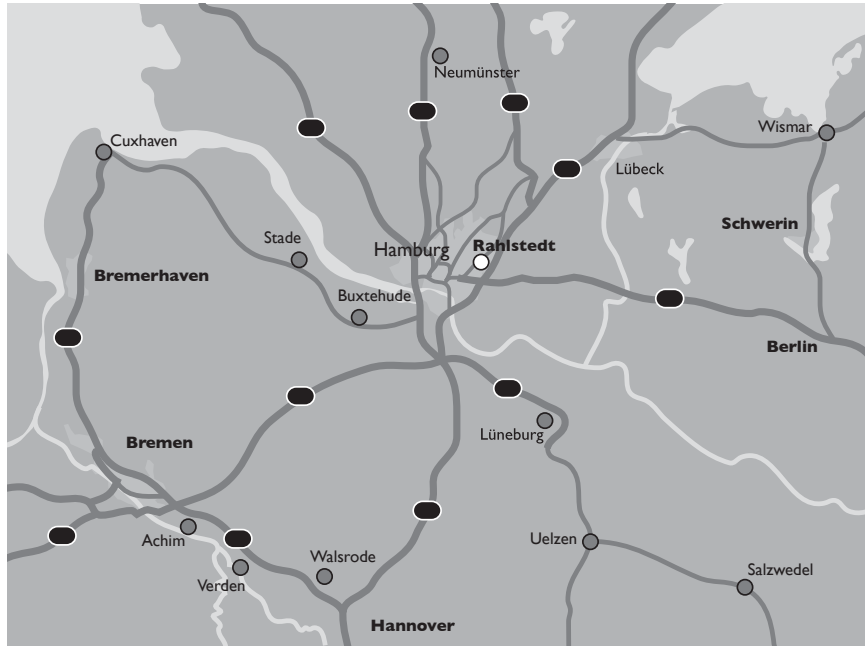 Neumünster
Wismar
Cuxhaven
Lübeck
Schwerin
Stade
Hamburg
Rahlstedt
Bremerhaven
Buxtehude
Berlin
Lüneburg
Bremen
Achim
Uelzen
Walsrode
Salzwedel
Verden
Hannover